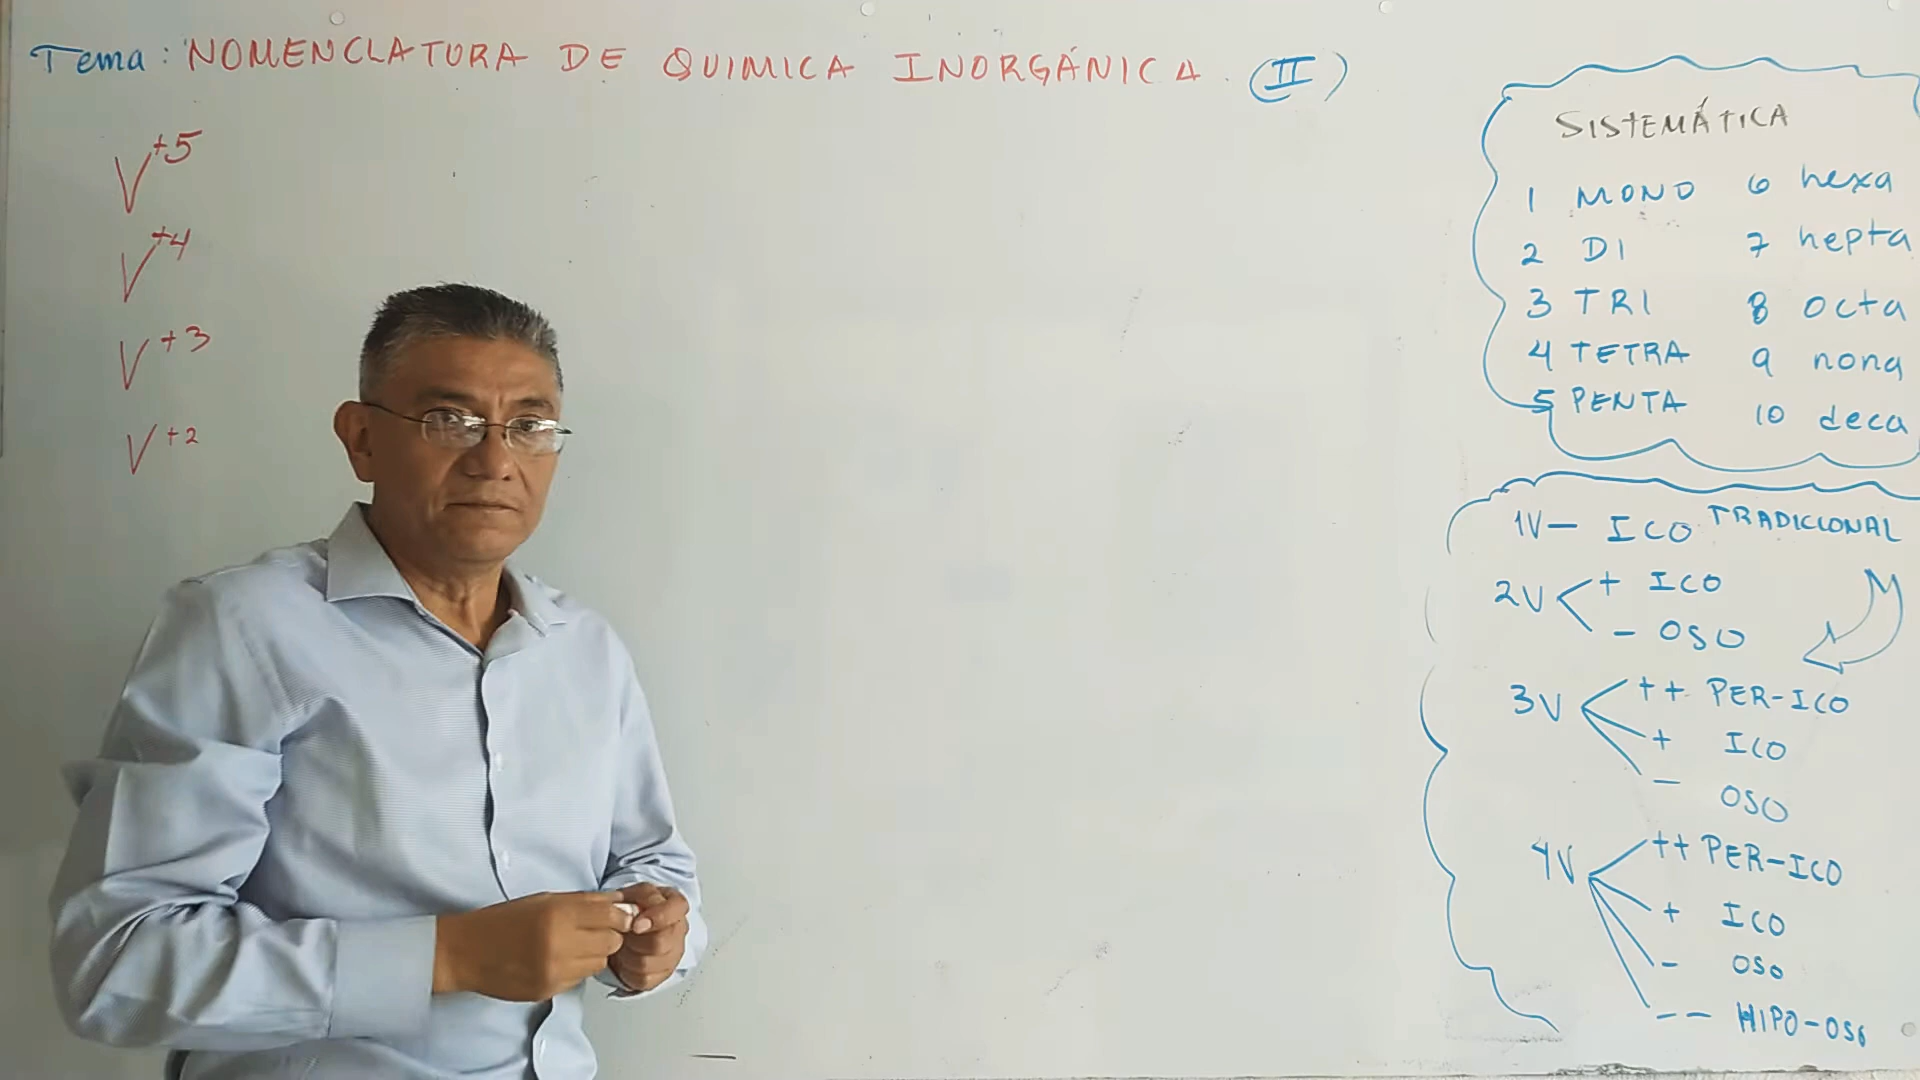 Tema: NOMENCLATURA DE QUIMICA INORGÁNICA. (II)
V+5
V+4
V+3
V+2
SISTEMÁTICA
1 MONO 6 hexa
2 DI 7 hepta
3 TRI 8 octa
4 TETRA 9 nona
5 PENTA 10 deca
TRADICIONAL
1V — ICO
2V + ICO
- OSO
3V ++ PER-ICO
+ ICO
- OSO
4V ++ PER-ICO
+ ICO
- OSO
-- HIPO-OSO